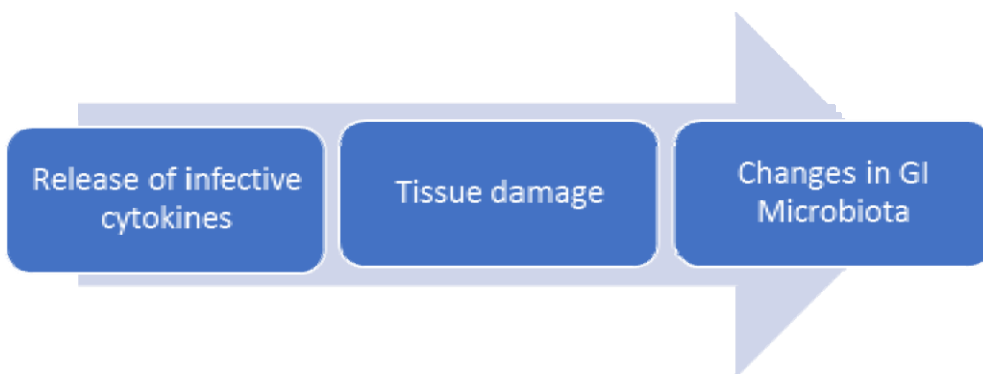 Release of infective
cytokines
Tissue damage
Changes in GI
Microbiota